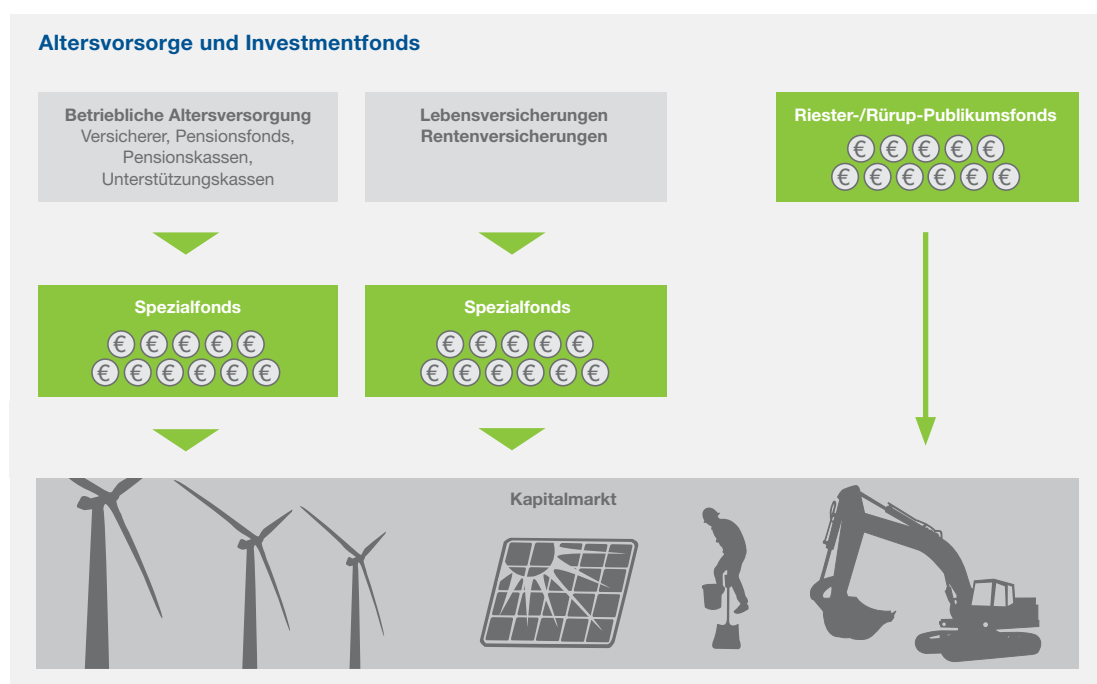 Altersvorsorge und Investmentfonds
Betriebliche Altersversorgung
Versicherer, Pensionsfonds,
Pensionskassen,
Unterstützungskassen
Lebensversicherungen
Rentenversicherungen
Riester-/Rürup-Publikumsfonds
€ € € € €
€ € € € € €
Spezialfonds
€ € € € €
€ € € € € €
Spezialfonds
€ € € € €
€ € € € € €
Kapitalmarkt